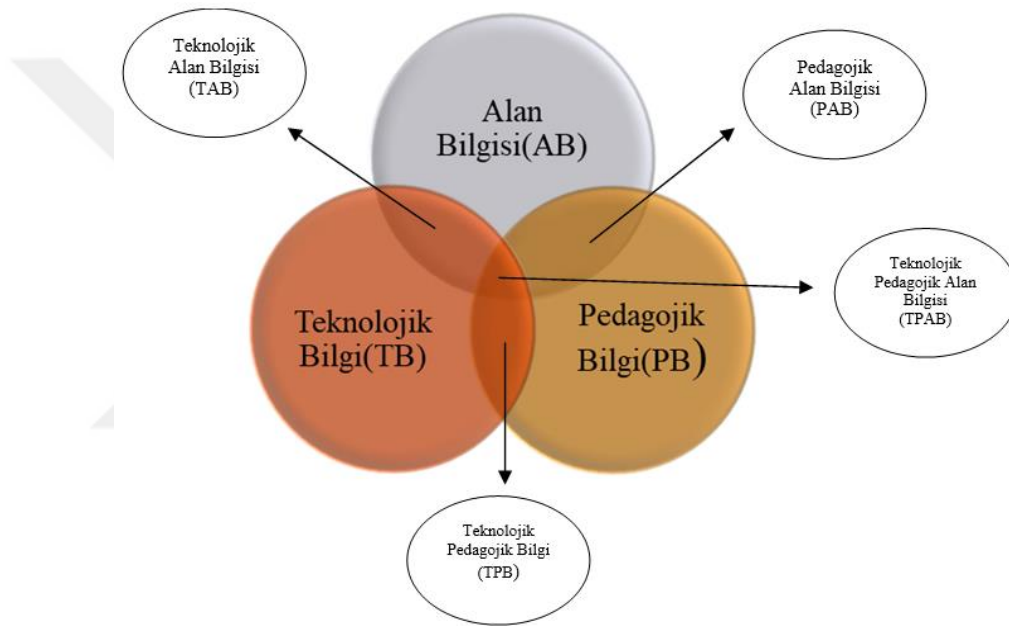 Teknolojik
Alan Bilgisi
(TAB)
Pedagojik
Alan Bilgisi
(PAB)
Alan
Bilgisi(AB)
Teknolojik
Pedagojik Alan
Bilgisi
(TPAB)
Teknolojik
Bilgi(TB)
Pedagojik
Bilgi(PB)
Teknolojik
Pedagojik Bilgi
(TPB)